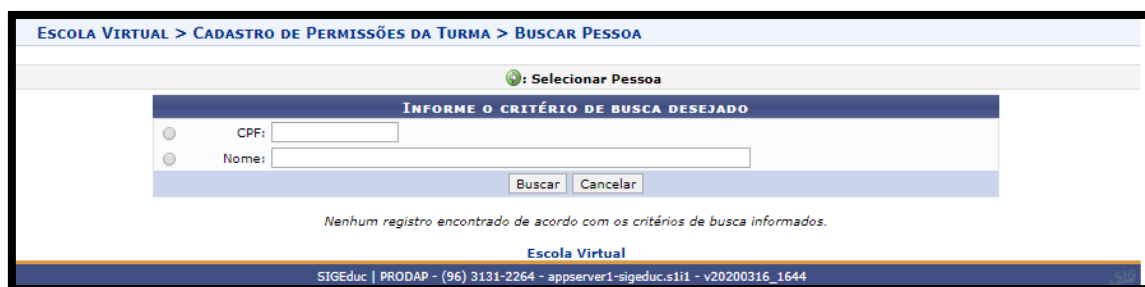 Escola Virtual > Cadastro de Permissões da Turma > Buscar Pessoa
: Selecionar Pessoa
Informe o critério de busca desejado
CPF:
Nome:
Buscar Cancelar
Nenhum registro encontrado de acordo com os critérios de busca informados.
Escola Virtual
SIGEduc | PRODAP - (96) 3131-2264 - appserver1-sigeduc.s1i1 - v20200316_1644
SIG